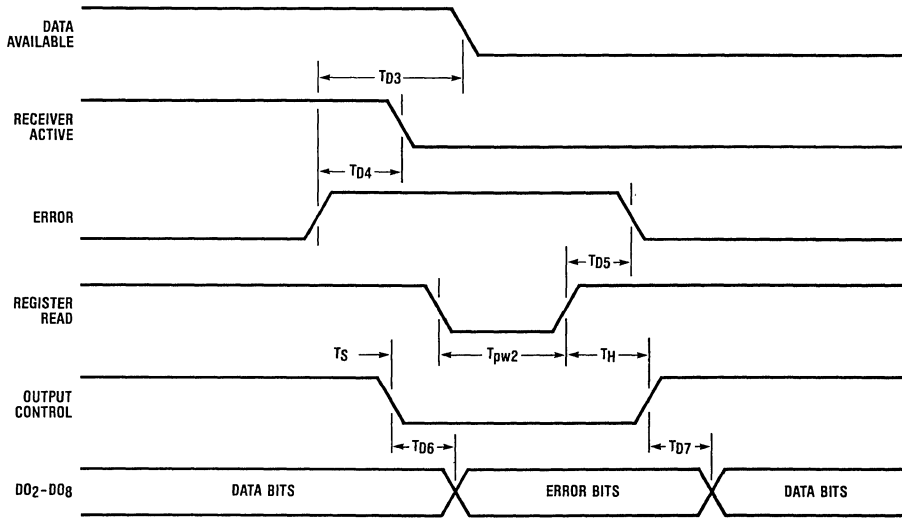 DATA
AVAILABLE
TD3
RECEIVER
ACTIVE
TD4
ERROR
TD5
REGISTER
READ
TS
Tpw2
TH
OUTPUT
CONTROL
TD6
TD7
DO2-DO8
DATA BITS
ERROR BITS
DATA BITS